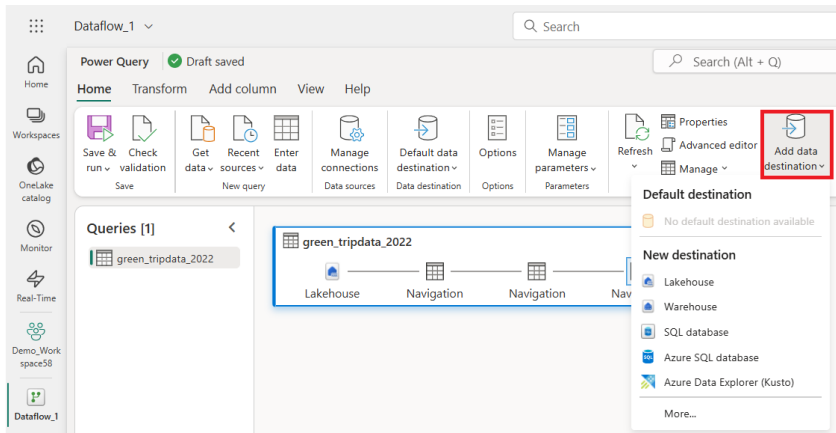 Dataflow_1
Search
Home
Workspaces
OneLake
catalog
Monitor
Real-Time
Demo_Work
space58
Dataflow_1
Power Query
Draft saved
Search (Alt + Q)
Home Transform Add column View Help
Save &
run
Check
validation
Save
Get
data
Recent
sources
Enter
data
New query
Manage
connections
Data sources
Default data
destination
Data destination
Options
Options
Manage
parameters
Parameters
Refresh
Properties
Advanced editor
Manage
Add data
destination
Queries [1]
green_tripdata_2022
green_tripdata_2022
Lakehouse
Navigation
Navigation
Nav
Default destination
No default destination available
New destination
Lakehouse
Warehouse
SQL database
Azure SQL database
Azure Data Explorer (Kusto)
More...